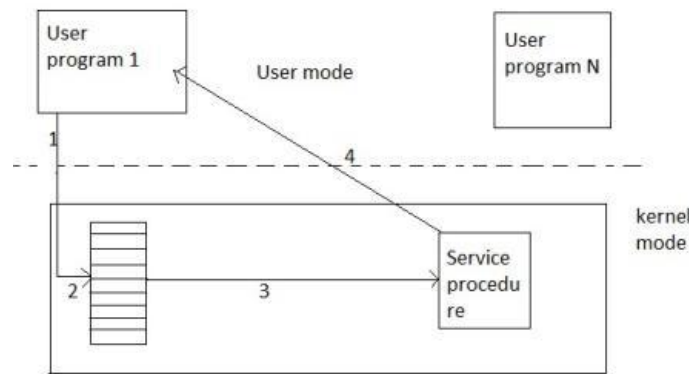 User
program 1
User mode
User
program N
1
4
kernel
mode
2
3
Service
procedu
re